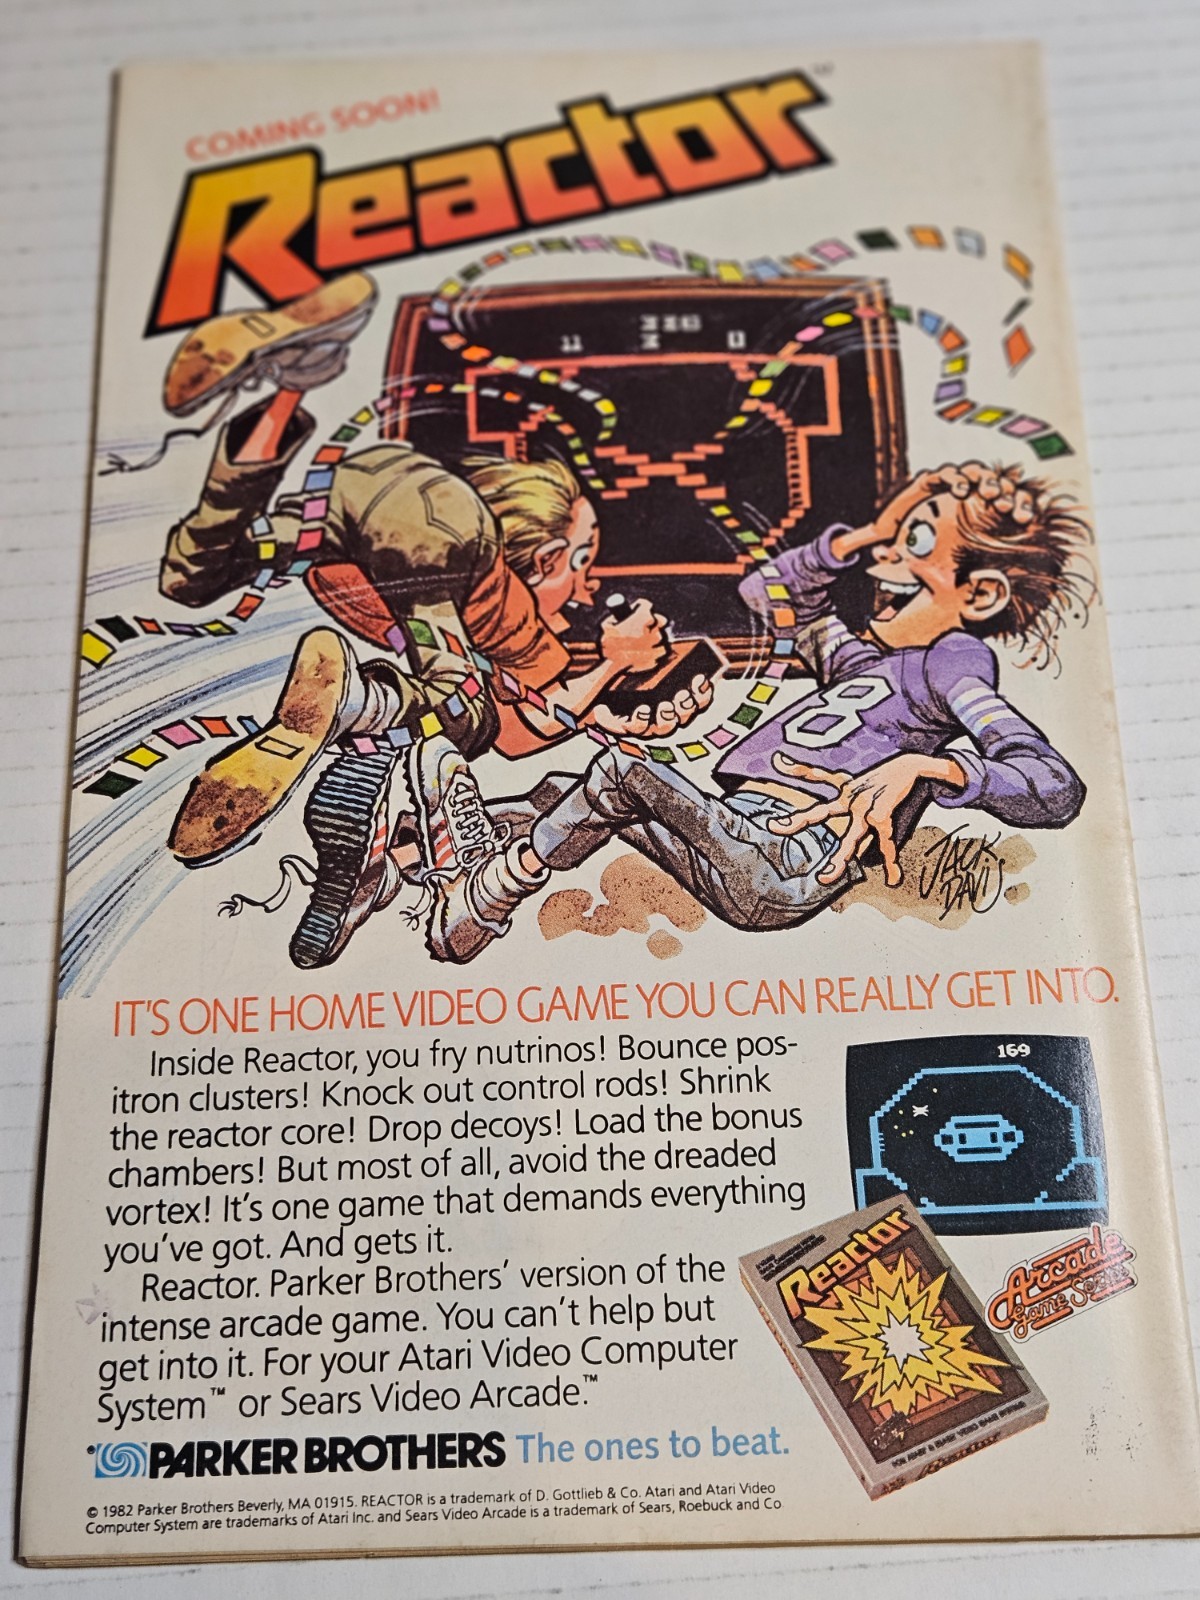 COMING SOON!
Reactor™
11
0
8
JACK
DAVIS
IT'S ONE HOME VIDEO GAME YOU CAN REALLY GET INTO.
Inside Reactor, you fry nutrinos! Bounce pos-
itron clusters! Knock out control rods! Shrink
the reactor core! Drop decoys! Load the bonus
chambers! But most of all, avoid the dreaded
vortex! It's one game that demands everything
you've got. And gets it.
Reactor. Parker Brothers' version of the
intense arcade game. You can't help but
get into it. For your Atari Video Computer
System™ or Sears Video Arcade.™
169
Reactor
Arcade
Game Series
PARKER BROTHERS The ones to beat.
© 1982 Parker Brothers Beverly, MA 01915. REACTOR is a trademark of D. Gottlieb & Co. Atari and Atari Video
Computer System are trademarks of Atari Inc. and Sears Video Arcade is a trademark of Sears, Roebuck and Co